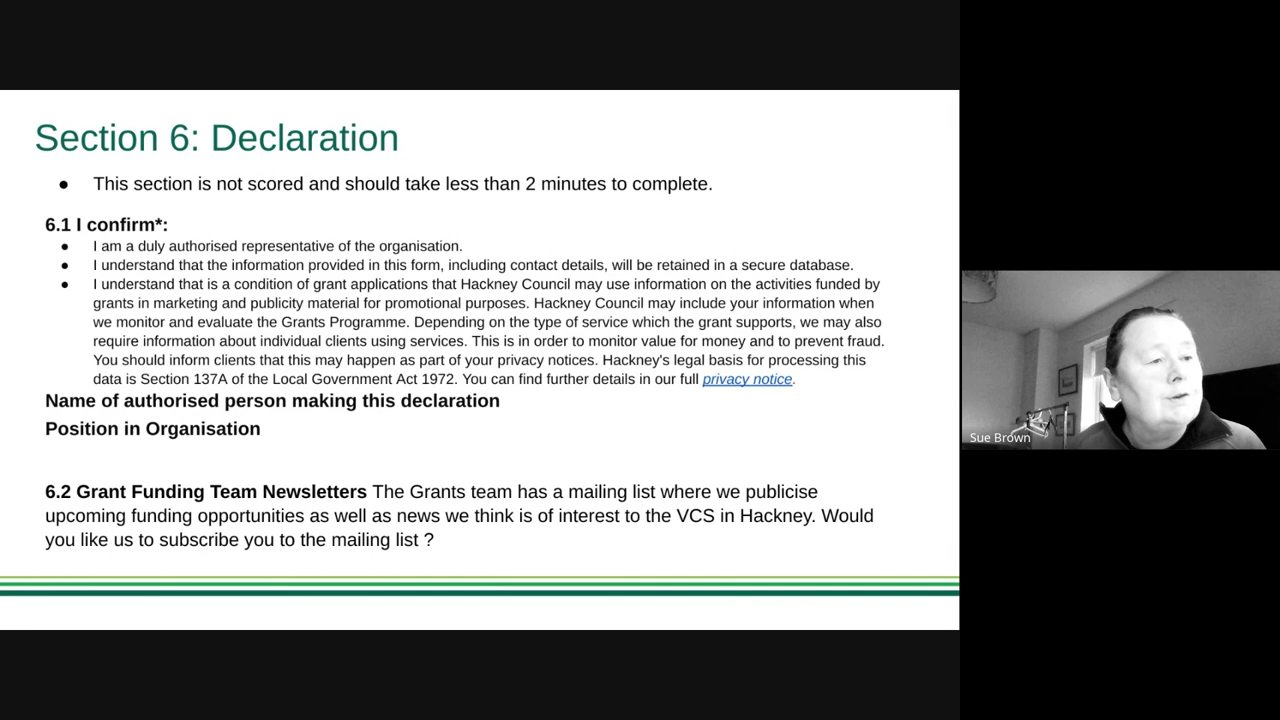 Section 6: Declaration
● This section is not scored and should take less than 2 minutes to complete.
6.1 I confirm*:
● I am a duly authorised representative of the organisation.
● I understand that the information provided in this form, including contact details, will be retained in a secure database.
● I understand that is a condition of grant applications that Hackney Council may use information on the activities funded by
grants in marketing and publicity material for promotional purposes. Hackney Council may include your information when
we monitor and evaluate the Grants Programme. Depending on the type of service which the grant supports, we may also
require information about individual clients using services. This is in order to monitor value for money and to prevent fraud.
You should inform clients that this may happen as part of your privacy notices. Hackney's legal basis for processing this
data is Section 137A of the Local Government Act 1972. You can find further details in our full privacy notice.
Name of authorised person making this declaration
Position in Organisation
6.2 Grant Funding Team Newsletters The Grants team has a mailing list where we publicise
upcoming funding opportunities as well as news we think is of interest to the VCS in Hackney. Would
you like us to subscribe you to the mailing list ?
Sue Brown